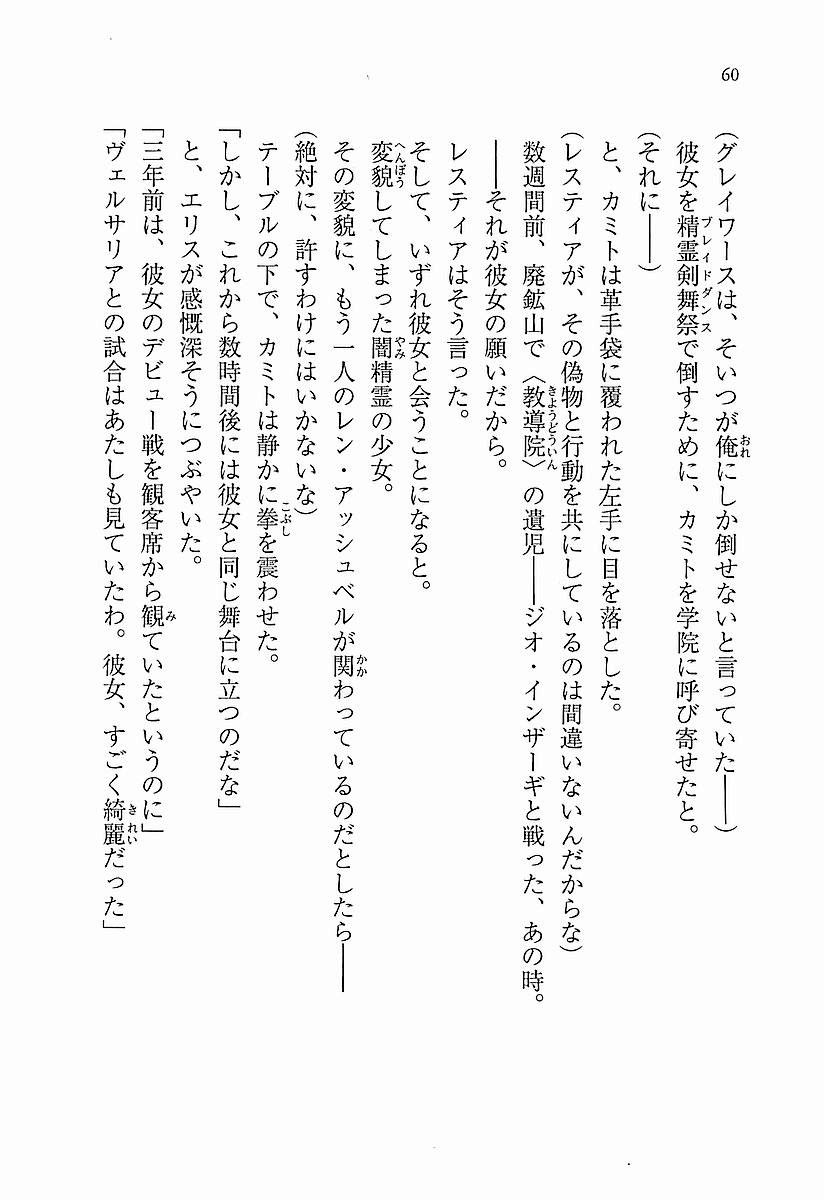 60
(グレイワースは、そいつが俺にしか倒せないと言っていた――)
彼女を精霊剣舞祭で倒すために、カミトを学院に呼び寄せたと。
(それに――)
と、カミトは革手袋に覆われた左手に目を落とした。
(レスティアが、その偽物と行動を共にしているのは間違いないんだからな)
数週間前、廃鉱山で〈教導院〉の遺児――ジオ・インザーギと戦った、あの時。
――それが彼女の願いだから。
レスティアはそう言った。
そして、いずれ彼女と会うことになると。
変貌してしまった闇精霊の少女。
その変貌に、もう一人のレン・アッシュベルが関わっているのだとしたら――
(絶対に、許すわけにはいかないな)
テーブルの下で、カミトは静かに拳を震わせた。
「しかし、これから数時間後には彼女と同じ舞台に立つのだな」
と、エリスが感慨深そうにつぶやいた。
「三年前は、彼女のデビュー戦を観客席から観ていたというのに」
「ヴェルサリアとの試合はあたしも見ていたわ。彼女、すごく綺麗だった」